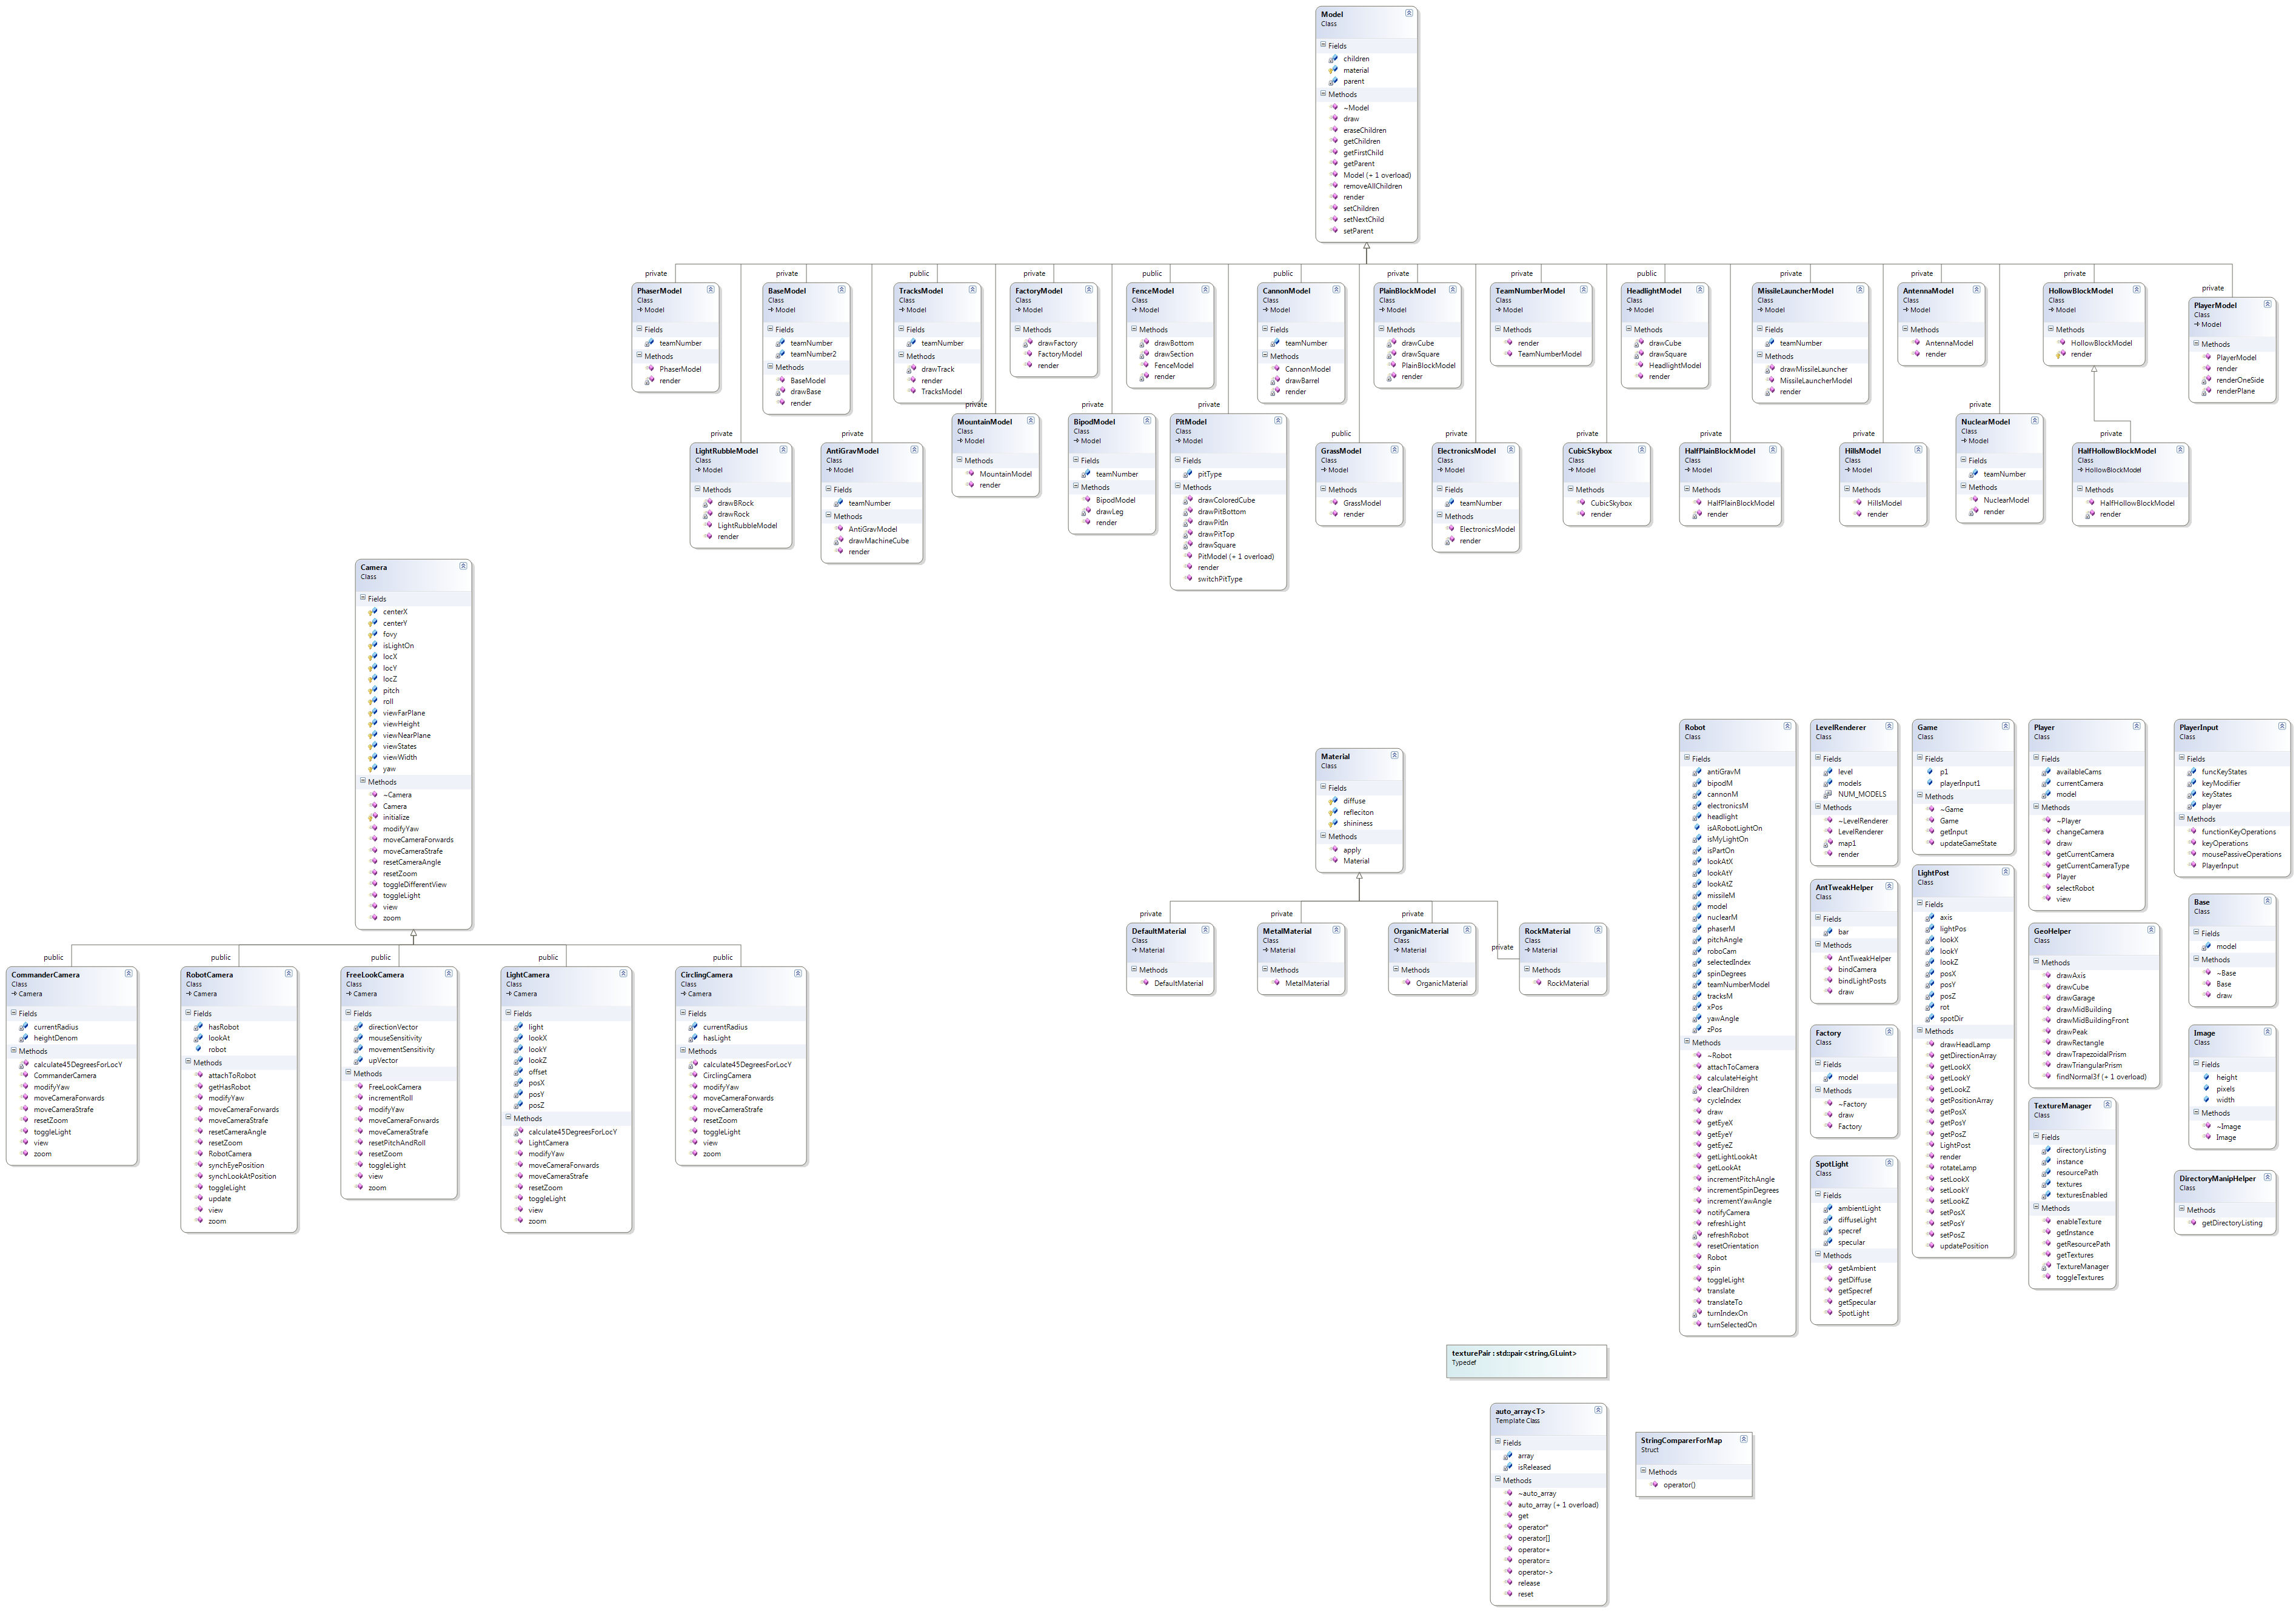 Model
Class
Fields
children
material
parent
Methods
~Model
draw
eraseChildren
getChildren
getFirstChild
getParent
Model (+ 1 overload)
removeAllChildren
render
setChildren
setNextChild
setParent
private
PhaserModel
Class
Model
Fields
teamNumber
Methods
PhaserModel
render
private
BaseModel
Class
Model
Fields
teamNumber
teamNumber2
Methods
BaseModel
drawBase
render
public
TracksModel
Class
Model
Fields
teamNumber
Methods
drawTrack
render
TracksModel
private
FactoryModel
Class
Model
Methods
drawFactory
FactoryModel
render
public
FenceModel
Class
Model
Methods
drawBottom
drawSection
FenceModel
render
public
CannonModel
Class
Model
Fields
teamNumber
Methods
CannonModel
drawBarrel
render
private
PlainBlockModel
Class
Model
Methods
drawCube
drawSquare
PlainBlockModel
render
private
TeamNumberModel
Class
Model
Methods
render
TeamNumberModel
public
HeadlightModel
Class
Model
Methods
drawCube
drawSquare
HeadlightModel
render
private
MissileLauncherModel
Class
Model
Fields
teamNumber
Methods
drawMissileLauncher
MissileLauncherModel
render
private
AntennaModel
Class
Model
Methods
AntennaModel
render
private
HollowBlockModel
Class
Model
Methods
HollowBlockModel
render
private
PlayerModel
Class
Model
Methods
PlayerModel
render
renderOneSide
renderPlane
private
LightRubbleModel
Class
Model
Methods
drawBRock
drawRock
LightRubbleModel
render
private
AntiGravModel
Class
Model
Fields
teamNumber
Methods
AntiGravModel
drawMachineCube
render
private
MountainModel
Class
Model
Methods
MountainModel
render
private
BipodModel
Class
Model
Fields
teamNumber
Methods
BipodModel
drawLeg
render
private
PitModel
Class
Model
Fields
pitType
Methods
drawColoredCube
drawPitBottom
drawPitIn
drawPitTop
drawSquare
PitModel (+ 1 overload)
render
switchPitType
public
GrassModel
Class
Model
Methods
GrassModel
render
private
ElectronicsModel
Class
Model
Fields
teamNumber
Methods
ElectronicsModel
render
private
CubicSkybox
Class
Model
Methods
CubicSkybox
render
private
HalfPlainBlockModel
Class
Model
Methods
HalfPlainBlockModel
render
private
HillsModel
Class
Model
Methods
HillsModel
render
private
NuclearModel
Class
Model
Fields
teamNumber
Methods
NuclearModel
render
private
HalfHollowBlockModel
Class
HollowBlockModel
Methods
HalfHollowBlockModel
render
Camera
Class
Fields
centerX
centerY
fovy
isLightOn
locX
locY
locZ
pitch
roll
viewFarPlane
viewHeight
viewNearPlane
viewStates
viewWidth
yaw
Methods
~Camera
Camera
initialize
modifyYaw
moveCameraForwards
moveCameraStrafe
resetCameraAngle
resetZoom
toggleDifferentView
toggleLight
view
zoom
public
CommanderCamera
Class
Camera
Fields
currentRadius
heightDenom
Methods
calculate45DegreesForLocY
CommanderCamera
modifyYaw
moveCameraForwards
moveCameraStrafe
resetZoom
toggleLight
view
zoom
public
RobotCamera
Class
Camera
Fields
hasRobot
lookAt
robot
Methods
attachToRobot
getHasRobot
modifyYaw
moveCameraForwards
moveCameraStrafe
resetCameraAngle
resetZoom
RobotCamera
synchEyePosition
synchLookAtPosition
toggleLight
update
view
zoom
public
FreeLookCamera
Class
Camera
Fields
directionVector
mouseSensitivity
movementSensitivity
upVector
Methods
FreeLookCamera
incrementRoll
modifyYaw
moveCameraForwards
moveCameraStrafe
resetPitchAndRoll
resetZoom
toggleLight
view
zoom
public
LightCamera
Class
Camera
Fields
light
lookX
lookY
lookZ
offset
posX
posY
posZ
Methods
calculate45DegreesForLocY
LightCamera
modifyYaw
moveCameraForwards
moveCameraStrafe
resetZoom
toggleLight
view
zoom
public
CirclingCamera
Class
Camera
Fields
currentRadius
hasLight
Methods
calculate45DegreesForLocY
CirclingCamera
modifyYaw
moveCameraForwards
moveCameraStrafe
resetZoom
toggleLight
view
zoom
Material
Class
Fields
diffuse
refleciton
shininess
Methods
apply
Material
private
DefaultMaterial
Class
Material
Methods
DefaultMaterial
private
MetalMaterial
Class
Material
Methods
MetalMaterial
private
OrganicMaterial
Class
Material
Methods
OrganicMaterial
private
RockMaterial
Class
Material
Methods
RockMaterial
Robot
Class
Fields
antiGravM
bipodM
cannonM
electronicsM
headlight
isARobotLightOn
isMyLightOn
isPartOn
lookAtX
lookAtY
lookAtZ
missileM
model
nuclearM
phaserM
pitchAngle
roboCam
selectedIndex
spinDegrees
teamNumberModel
tracksM
xPos
yawAngle
zPos
Methods
~Robot
attachToCamera
calculateHeight
clearChildren
cycleIndex
draw
getEyeX
getEyeY
getEyeZ
getLightLookAt
getLookAt
incrementPitchAngle
incrementSpinDegrees
incrementYawAngle
notifyCamera
refreshLight
refreshRobot
resetOrientation
Robot
spin
toggleLight
translate
translateTo
turnIndexOn
turnSelectedOn
LevelRenderer
Class
Fields
level
models
NUM_MODELS
Methods
~LevelRenderer
LevelRenderer
map1
render
AntTweakHelper
Class
Fields
bar
Methods
AntTweakHelper
bindCamera
bindLightPosts
draw
Factory
Class
Fields
model
Methods
~Factory
draw
Factory
SpotLight
Class
Fields
ambientLight
diffuseLight
specref
specular
Methods
getAmbient
getDiffuse
getSpecref
getSpecular
SpotLight
Game
Class
Fields
p1
playerInput1
Methods
~Game
Game
getInput
updateGameState
LightPost
Class
Fields
axis
lightPos
lookX
lookY
lookZ
posX
posY
posZ
rot
spotDir
Methods
drawHeadLamp
getDirectionArray
getLookX
getLookY
getLookZ
getPositionArray
getPosX
getPosY
getPosZ
LightPost
render
rotateLamp
setLookX
setLookY
setLookZ
setPosX
setPosY
setPosZ
updatePosition
Player
Class
Fields
availableCams
currentCamera
model
Methods
~Player
changeCamera
draw
getCurrentCamera
getCurrentCameraType
Player
selectRobot
view
GeoHelper
Class
Methods
drawAxis
drawCube
drawGarage
drawMidBuilding
drawMidBuildingFront
drawPeak
drawRectangle
drawTrapezoidalPrism
drawTriangularPrism
findNormal3f (+ 1 overload)
TextureManager
Class
Fields
directoryListing
instance
resourcePath
textures
texturesEnabled
Methods
enableTexture
getInstance
getResourcePath
getTextures
TextureManager
toggleTextures
PlayerInput
Class
Fields
funcKeyStates
keyModifier
keyStates
player
Methods
functionKeyOperations
keyOperations
mousePassiveOperations
PlayerInput
Base
Class
Fields
model
Methods
~Base
Base
draw
Image
Class
Fields
height
pixels
width
Methods
~Image
Image
DirectoryManipHelper
Class
Methods
getDirectoryListing
texturePair : std::pair<string,GLuint>
Typedef
auto_array<T>
Template Class
Fields
array
isReleased
Methods
~auto_array
auto_array (+ 1 overload)
get
operator*
operator[]
operator+
operator=
operator->
release
reset
StringComparerForMap
Struct
Methods
operator()